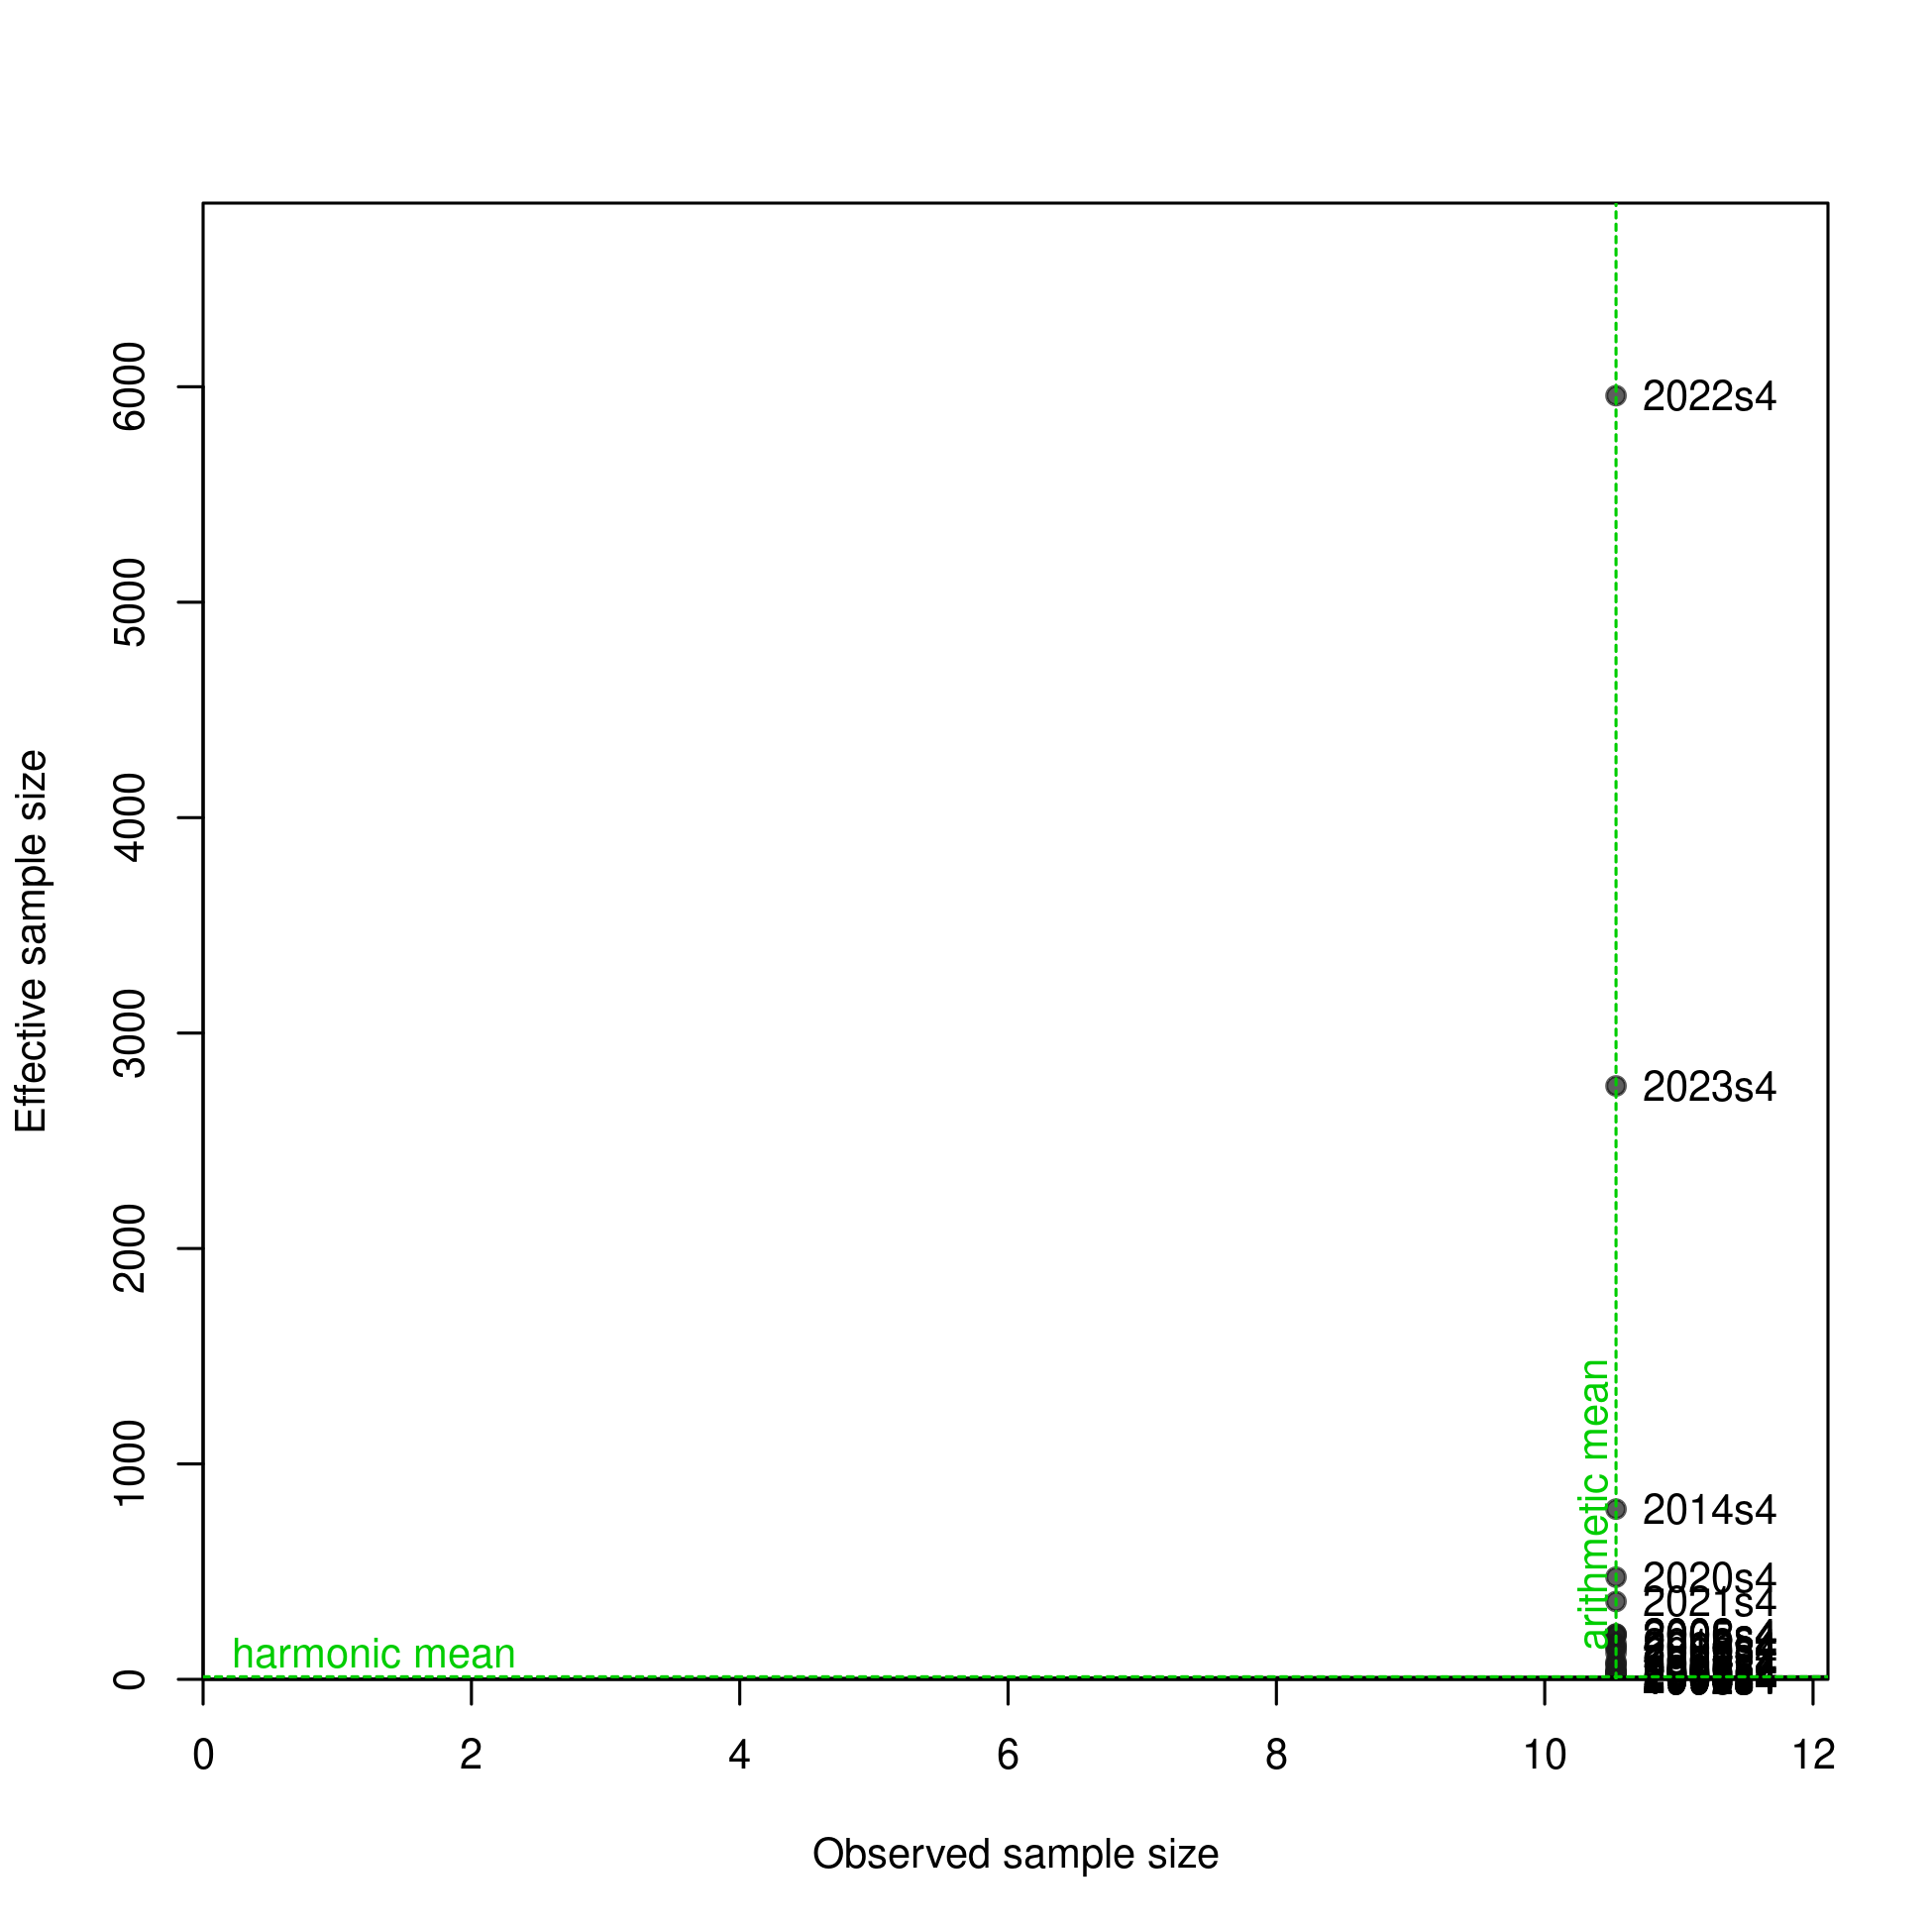 6000
5000
4000
3000
2000
1000
0
Effective sample size
2022s4
2023s4
2014s4
2020s4
2021s4
arithmetic mean
harmonic mean
0 2 4 6 8 10 12
Observed sample size